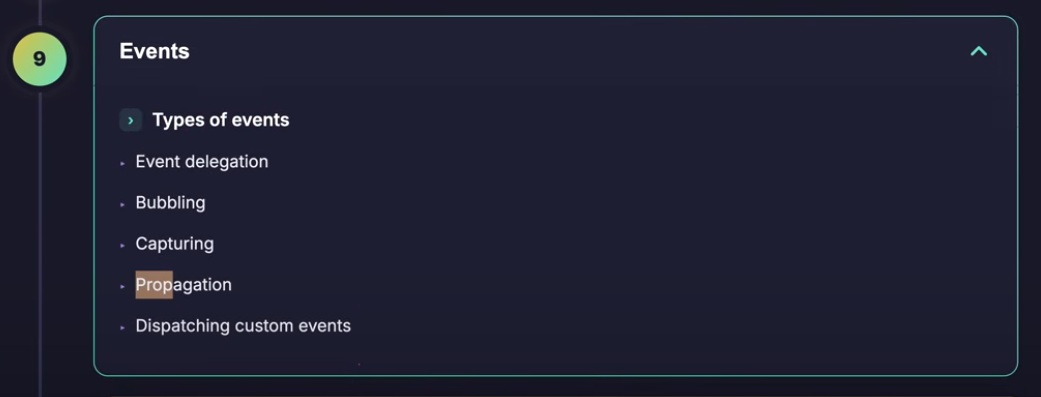 9
Events
Types of events
Event delegation
Bubbling
Capturing
Propagation
Dispatching custom events